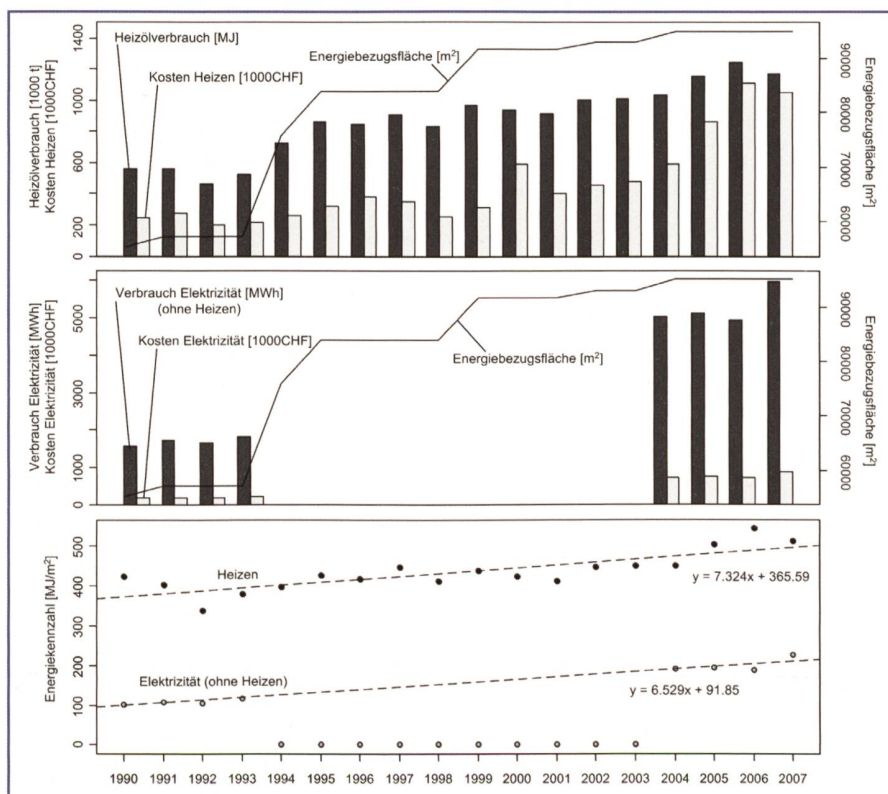 Heizölverbrauch [1000 t]
Kosten Heizen [1000CHF]
1400
1000
600
200
0
Heizölverbrauch [MJ]
Kosten Heizen [1000CHF]
Energiebezugsfläche [m²]
90000
80000
70000
60000
Energiebezugsfläche [m²]
Verbrauch Elektrizität [MWh]
Kosten Elektrizität [1000CHF]
5000
3000
1000
0
Verbrauch Elektrizität [MWh]
(ohne Heizen)
Kosten Elektrizität [1000CHF]
Energiebezugsfläche [m²]
90000
80000
70000
60000
Energiebezugsfläche [m²]
Energiekennzahl [MJ/m²]
500
400
300
200
100
0
Heizen
y = 7.324x + 365.59
Elektrizität (ohne Heizen)
y = 6.529x + 91.85
1990 1991 1992 1993 1994 1995 1996 1997 1998 1999 2000 2001 2002 2003 2004 2005 2006 2007